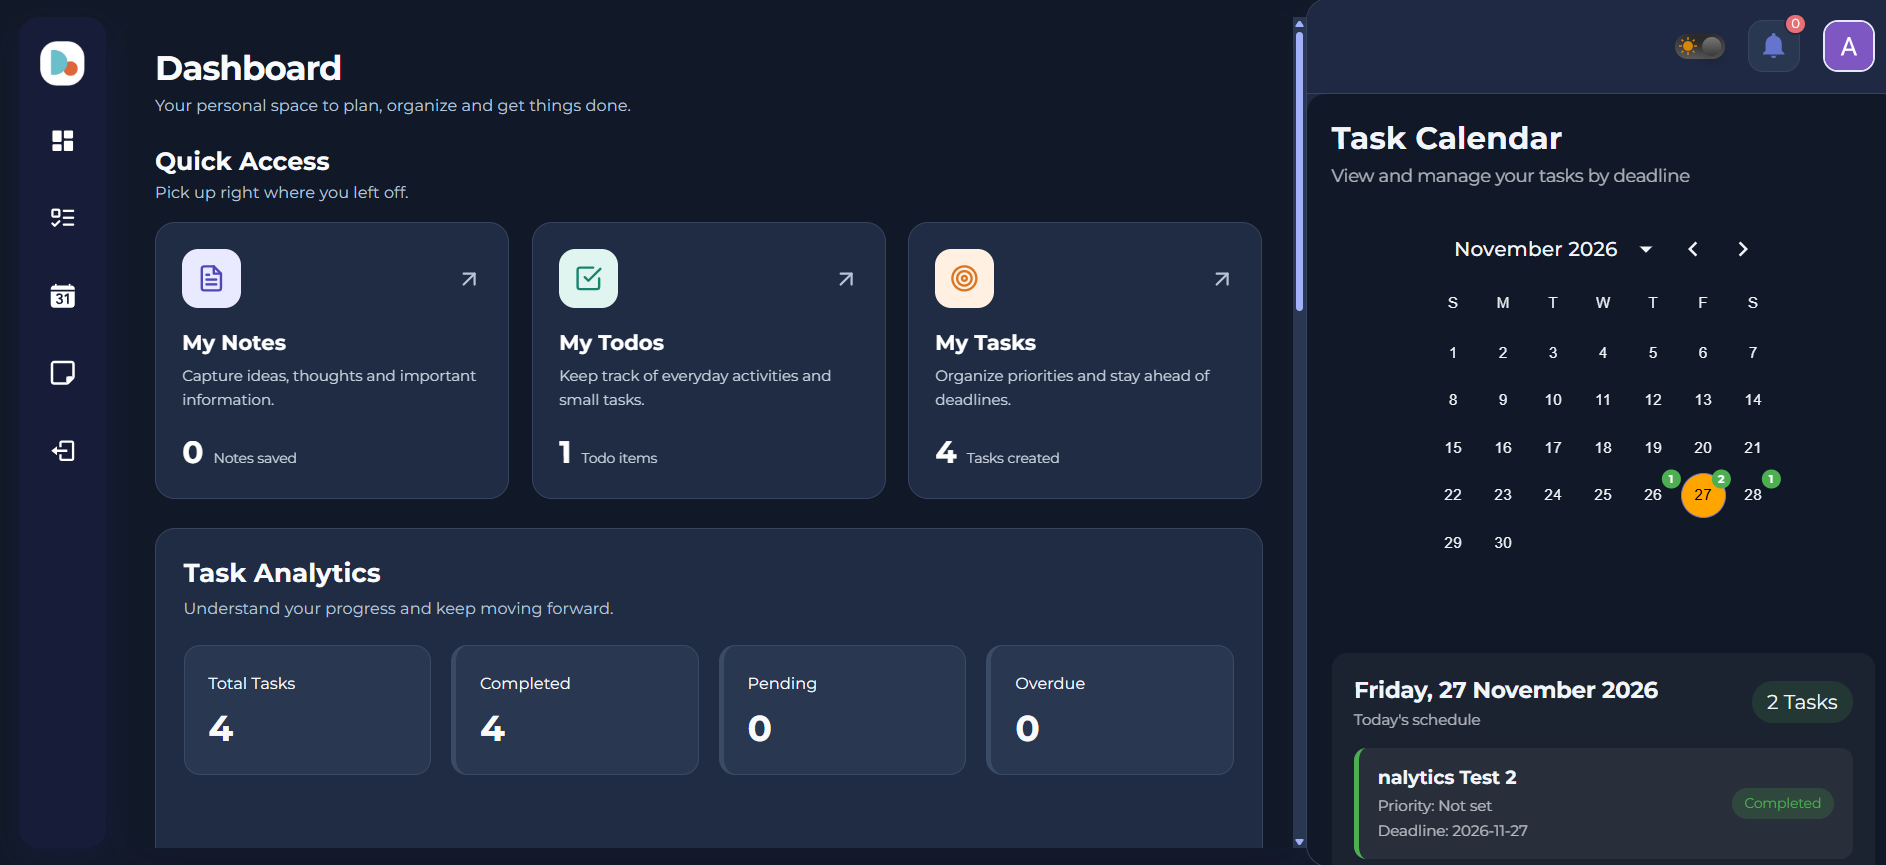 Dashboard
Your personal space to plan, organize and get things done.
Quick Access
Pick up right where you left off.
My Notes
Capture ideas, thoughts and important
information.
0 Notes saved
My Todos
Keep track of everyday activities and
small tasks.
1 Todo items
My Tasks
Organize priorities and stay ahead of
deadlines.
4 Tasks created
Task Analytics
Understand your progress and keep moving forward.
Total Tasks
4
Completed
4
Pending
0
Overdue
0
31
0
A
Task Calendar
View and manage your tasks by deadline
November 2026
S M T W T F S
1 2 3 4 5 6 7
8 9 10 11 12 13 14
15 16 17 18 19 20 21
1 2 1
22 23 24 25 26 27 28
29 30
Friday, 27 November 2026
Today's schedule
2 Tasks
nalytics Test 2
Priority: Not set
Deadline: 2026-11-27
Completed